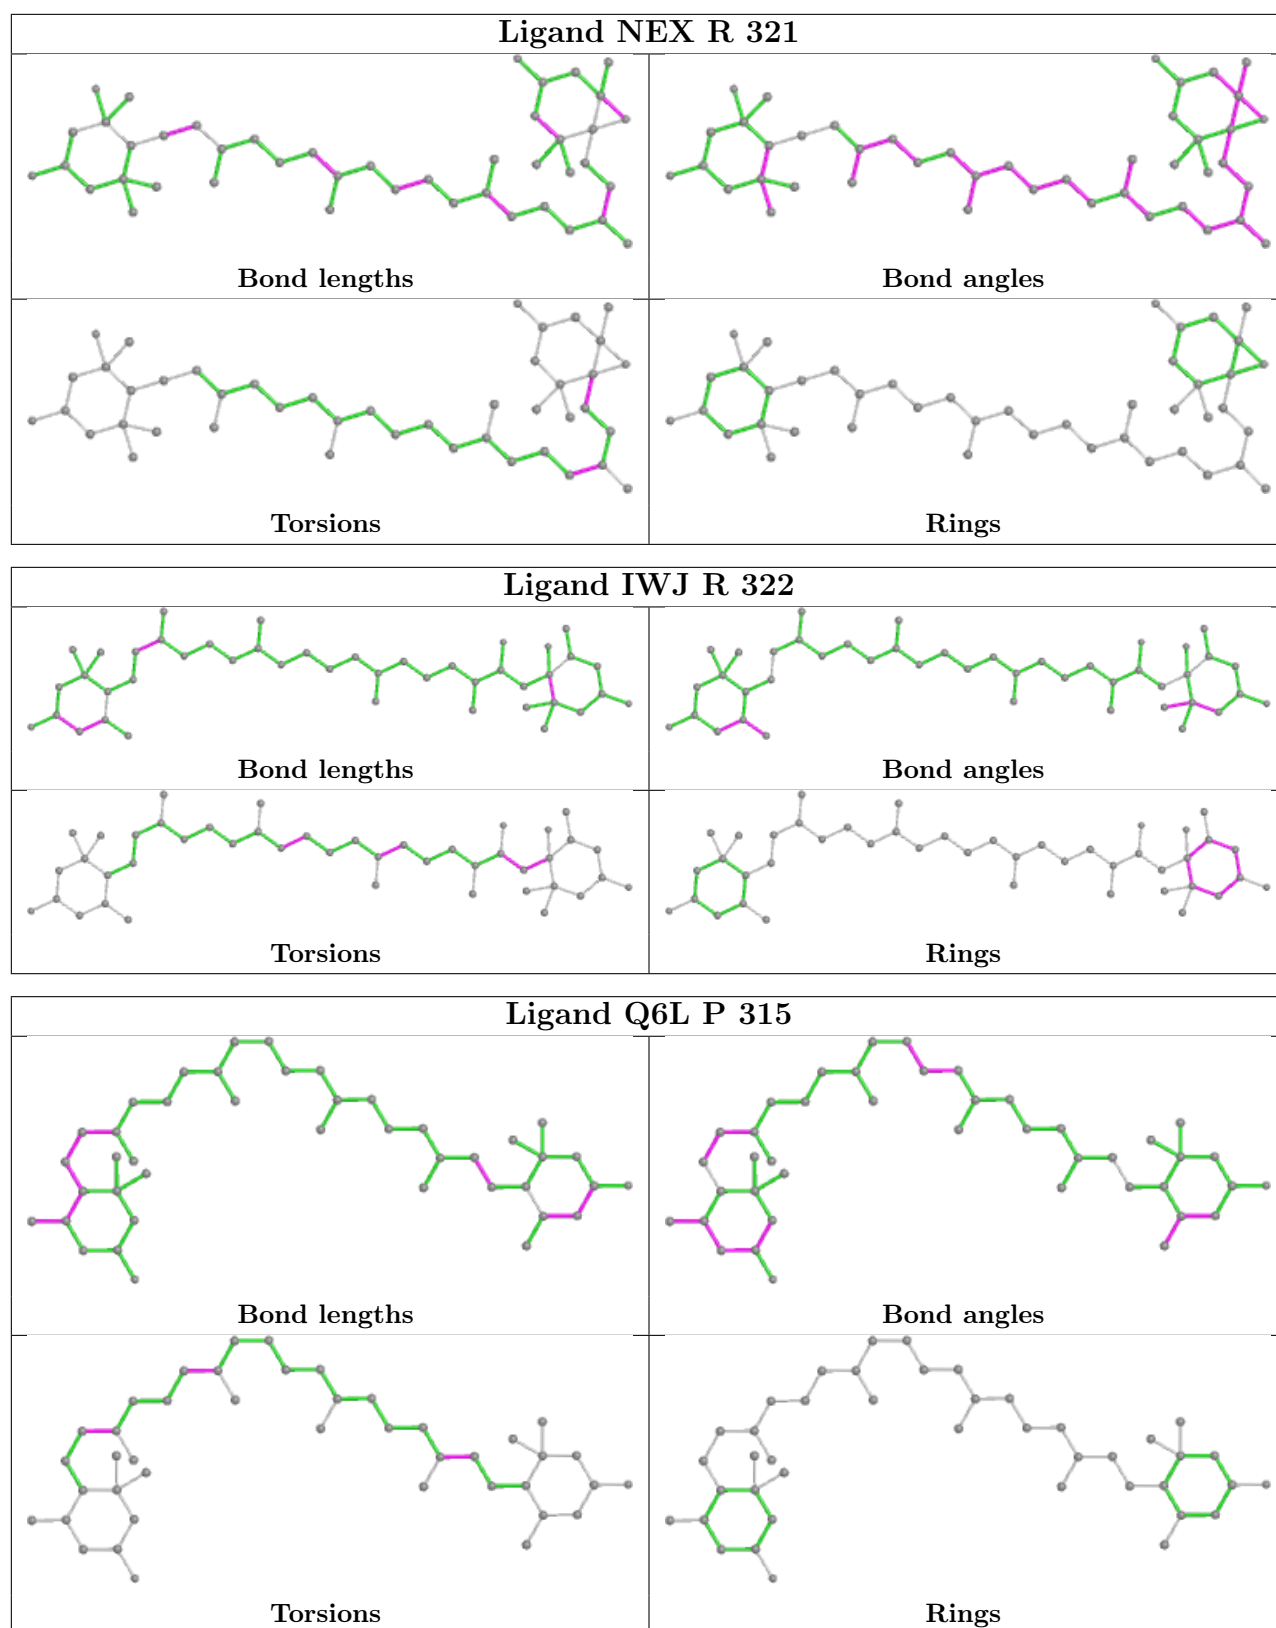 Ligand NEX R 321
Bond lengths
Bond angles
Torsions
Rings
Ligand IWJ R 322
Bond lengths
Bond angles
Torsions
Rings
Ligand Q6L P 315
Bond lengths
Bond angles
Torsions
Rings